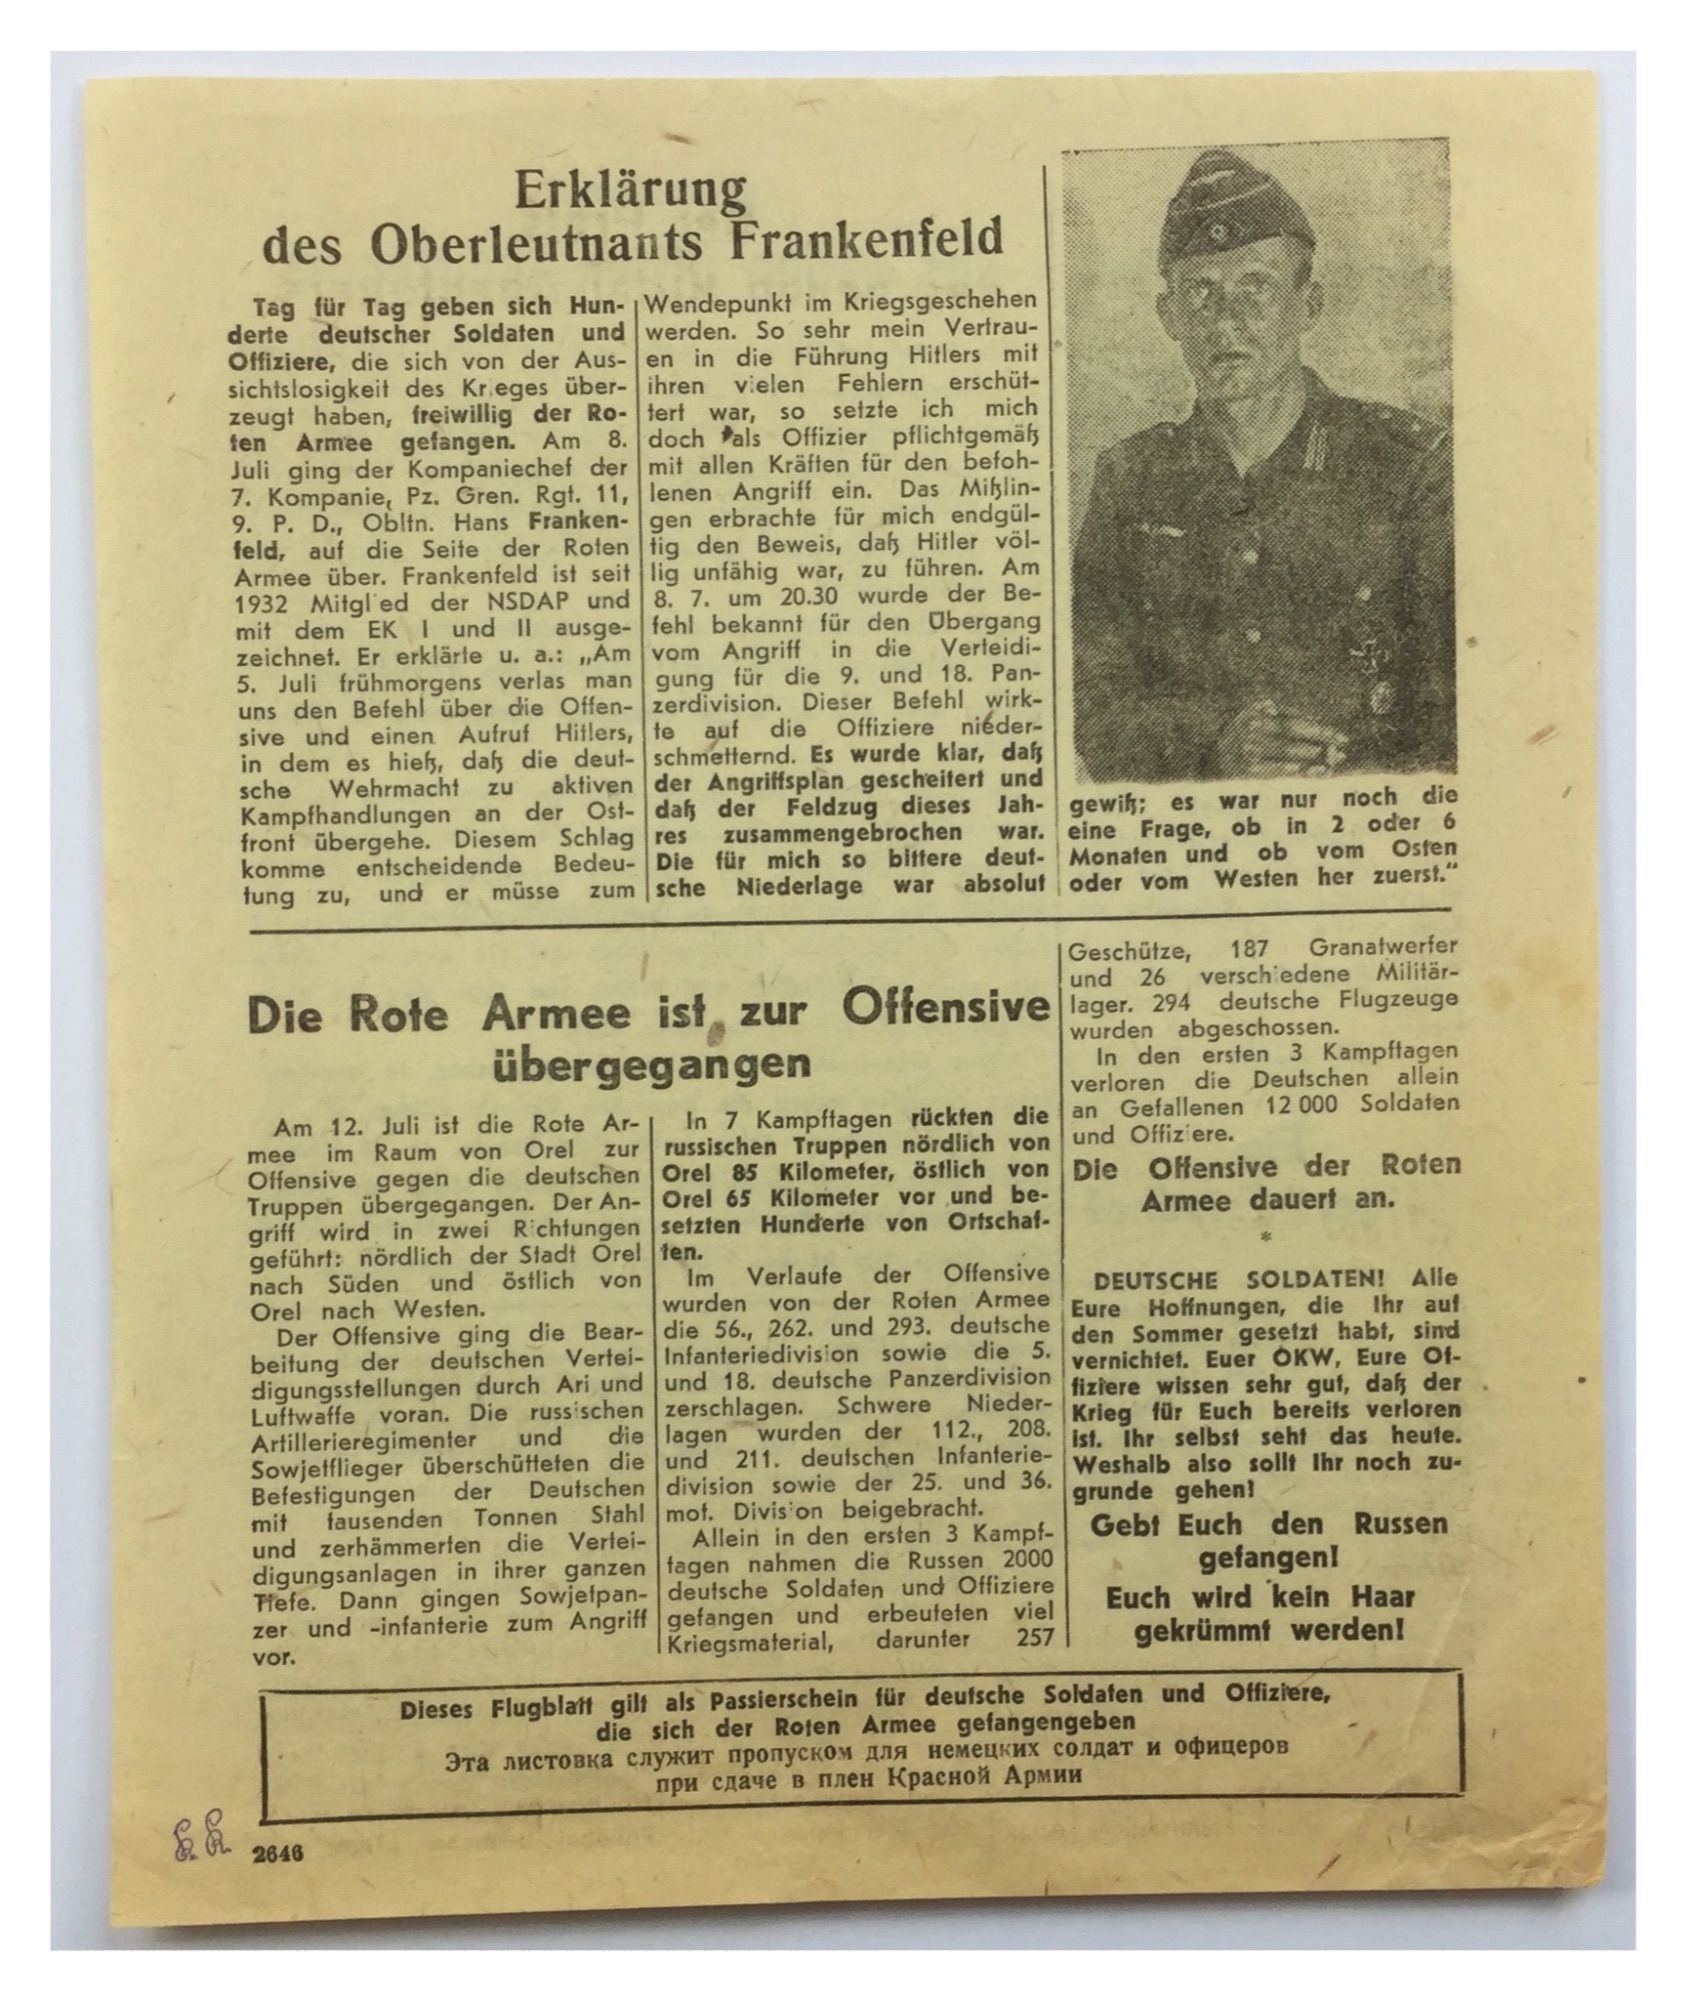 Erklärung
des Oberleutnants Frankenfeld
Tag für Tag geben sich Hun-
derte deutscher Soldaten und
Offiziere, die sich von der Aus-
sichtslosigkeit des Kr.eges über-
zeugt haben, freiwillig der Ro-
ten Armee gefangen. Am 8.
Juli ging der Kompaniechef der
7. Kompanie, Pz. Gren. Rgt. 11,
9. P. D., Obltn. Hans Franken-
feld, auf die Seite der Roten
Armee über. Frankenfeld ist seit
1932 Mitglied der NSDAP und
mit dem EK I und II ausge-
zeichnet. Er erklärte u. a.: „Am
5. Juli frühmorgens verlas man
uns den Befehl über die Offen-
sive und einen Aufruf Hitlers,
in dem es hieß, daß die deut-
sche Wehrmacht zu aktiven
Kampfhandlungen an der Ost-
front übergehe. Diesem Schlag
komme entscheidende Bedeu-
tung zu, und er müsse zum
Wendepunkt im Kriegsgeschehen
werden. So sehr mein Vertrau-
en in die Führung Hitlers mit
ihren vielen Fehlern erschüt-
tert war, so setzte ich mich
doch als Offizier pflichtgemäß
mit allen Kräften für den befoh-
lenen Angriff ein. Das Mißlin-
gen erbrachte für mich endgül-
tig den Beweis, daß Hitler völ-
lig unfähig war, zu führen. Am
8. 7. um 20.30 wurde der Be-
fehl bekannt für den Übergang
vom Angriff in die Verteidi-
gung für die 9. und 18. Pan-
zerdivision. Dieser Befehl wirk-
te auf die Offiziere nieder-
schmetternd. Es wurde klar, daß
der Angriffsplan gescheitert und
daß der Feldzug dieses Jah-
res zusammengebrochen war.
Die für mich so bittere deut-
sche Niederlage war absolut
gewiß; es war nur noch die
eine Frage, ob in 2 oder 6
Monaten und ob vom Osten
oder vom Westen her zuerst."
Die Rote Armee ist zur Offensive
übergegangen
Am 12. Juli ist die Rote Ar-
mee im Raum von Orel zur
Offensive gegen die deutschen
Truppen übergegangen. Der An-
griff wird in zwei Richtungen
geführt: nördlich der Stadt Orel
nach Süden und östlich von
Orel nach Westen.
Der Offensive ging die Bear-
beitung der deutschen Vertei-
digungsstellungen durch Ari und
Luftwaffe voran. Die russischen
Artillerieregimenter und die
Sowjetflieger überschütteten die
Befestigungen der Deutschen
mit tausenden Tonnen Stahl
und zerhämmerten die Vertei-
digungsanlagen in ihrer ganzen
Tiefe. Dann gingen Sowjetpan-
zer und -infanterie zum Angriff
vor.
In 7 Kampftagen rückten die
russischen Truppen nördlich von
Orel 85 Kilometer, östlich von
Orel 65 Kilometer vor und be-
setzten Hunderte von Ortschaf-
ten.
Im Verlaufe der Offensive
wurden von der Roten Armee
die 56., 262. und 293. deutsche
Infanteriedivision sowie die 5.
und 18. deutsche Panzerdivision
zerschlagen. Schwere Nieder-
lagen wurden der 112., 208.
und 211. deutschen Infanterie-
division sowie der 25. und 36.
mot. Division beigebracht.
Allein in den ersten 3 Kampf-
tagen nahmen die Russen 2000
deutsche Soldaten und Offiziere
gefangen und erbeuteten viel
Kriegsmaterial, darunter 257
Geschütze, 187 Granatwerfer
und 26 verschiedene Militär-
lager. 294 deutsche Flugzeuge
wurden abgeschossen.
In den ersten 3 Kampftagen
verloren die Deutschen allein
an Gefallenen 12 000 Soldaten
und Offiziere.
Die Offensive der Roten
Armee dauert an.
*
DEUTSCHE SOLDATEN! Alle
Eure Hoffnungen, die Ihr auf
den Sommer gesetzt habt, sind
vernichtet. Euer OKW, Eure Of-
fiziere wissen sehr gut, daß der
Krieg für Euch bereits verloren
ist. Ihr selbst seht das heute.
Weshalb also sollt Ihr noch zu-
grunde gehen!
Gebt Euch den Russen
gefangen!
Euch wird kein Haar
gekrümmt werden!
Dieses Flugblatt gilt als Passierschein für deutsche Soldaten und Offiziere,
die sich der Roten Armee gefangengeben
Эта листовка служит пропуском для немецких солдат и офицеров
при сдаче в плен Красной Армии
2646